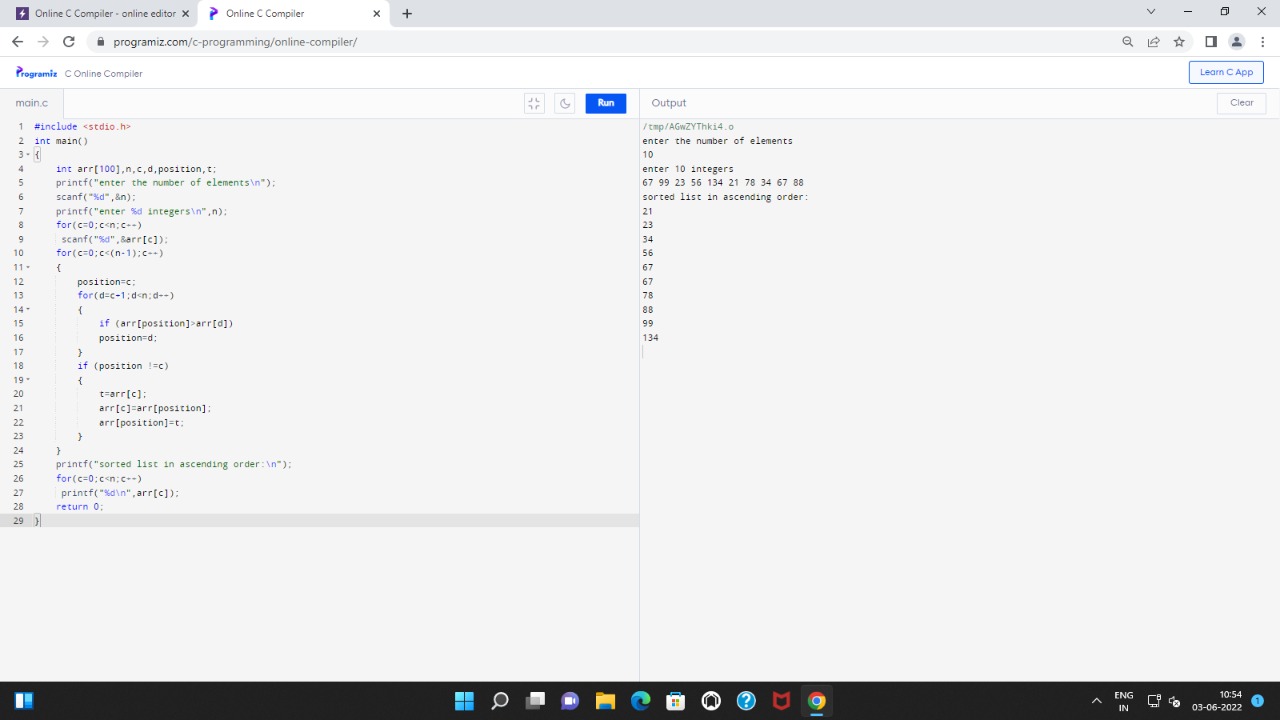 Online C Compiler - online editor
Online C Compiler
programiz.com/c-programming/online-compiler/
Programiz C Online Compiler
Learn C App
main.c
Run
Output
Clear
1 #include <stdio.h>
2 int main()
3 {
4 int arr[100],n,c,d,position,t;
5 printf("enter the number of elements\n");
6 scanf("%d",&n);
7 printf("enter %d integers\n",n);
8 for(c=0;c<n;c++)
9 scanf("%d",&arr[c]);
10 for(c=0;c<(n-1);c++)
11 {
12 position=c;
13 for(d=c+1;d<n;d++)
14 {
15 if (arr[position]>arr[d])
16 position=d;
17 }
18 if (position !=c)
19 {
20 t=arr[c];
21 arr[c]=arr[position];
22 arr[position]=t;
23 }
24 }
25 printf("sorted list in ascending order:\n");
26 for(c=0;c<n;c++)
27 printf("%d\n",arr[c]);
28 return 0;
29 }
/tmp/AGwZYThki4.o
enter the number of elements
10
enter 10 integers
67 99 23 56 134 21 78 34 67 88
sorted list in ascending order:
21
23
34
56
67
67
78
88
99
134
ENG
IN
10:54
03-06-2022
1